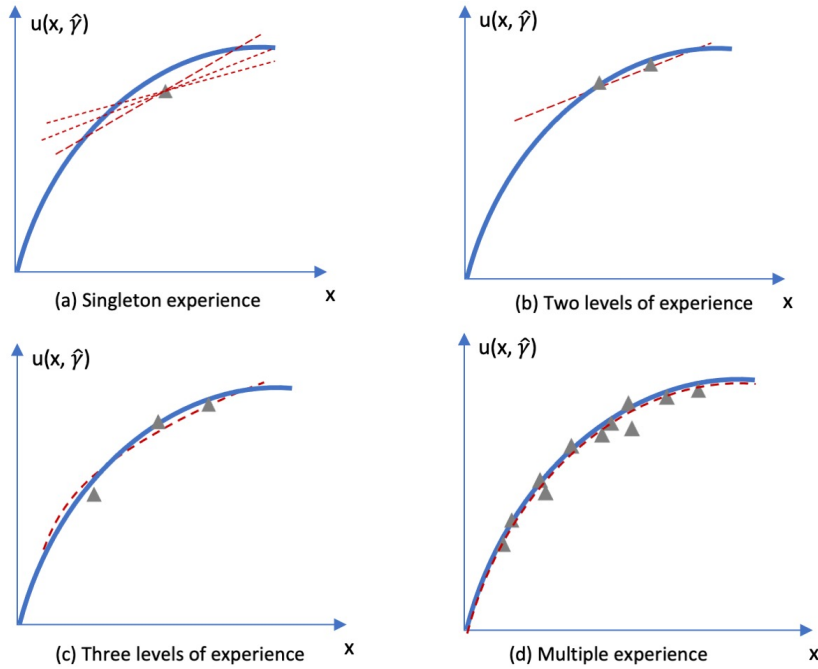 u(x, γ̂)
x
(a) Singleton experience
u(x, γ̂)
x
(b) Two levels of experience
u(x, γ̂)
x
(c) Three levels of experience
u(x, γ̂)
x
(d) Multiple experience